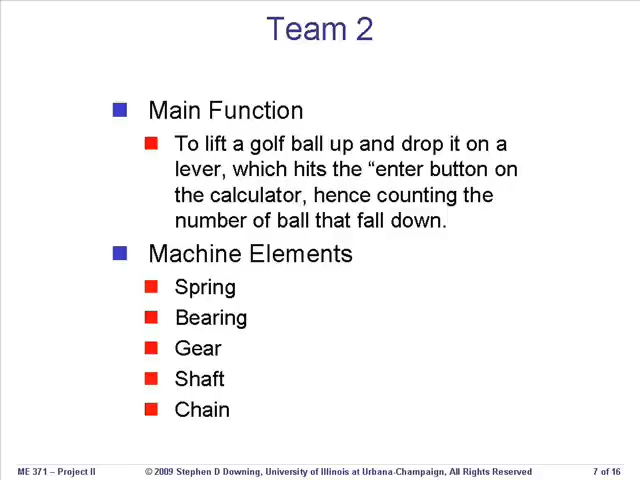 Team 2
Main Function
To lift a golf ball up and drop it on a
lever, which hits the “enter button on
the calculator, hence counting the
number of ball that fall down.
Machine Elements
Spring
Bearing
Gear
Shaft
Chain
ME 371 – Project II © 2009 Stephen D Downing, University of Illinois at Urbana-Champaign, All Rights Reserved 7 of 16